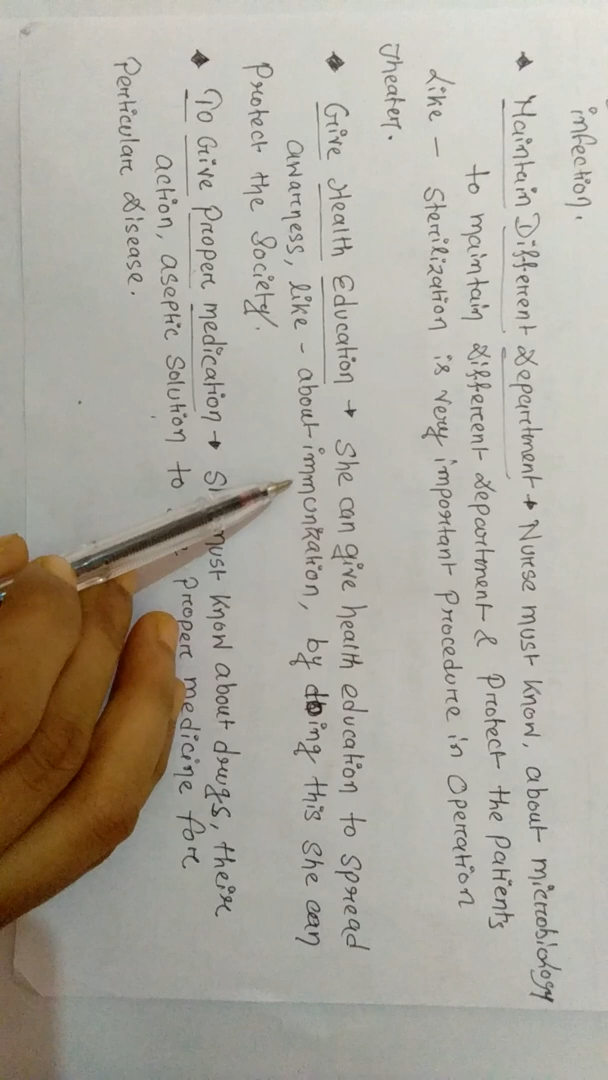 infection.
★ Maintain Different Department → Nurse must know, about microbiology
to maintain different department & protect the patients
Like - Sterilization is very important procedure in operation
Theater.
★ Give Health Education → She can give health education to spread
awareness, like - about immunization, by doing this she can
protect the Society.
★ To Give proper medication → must know about drugs, their
action, aseptic solution to proper medicine for
Perticular disease.